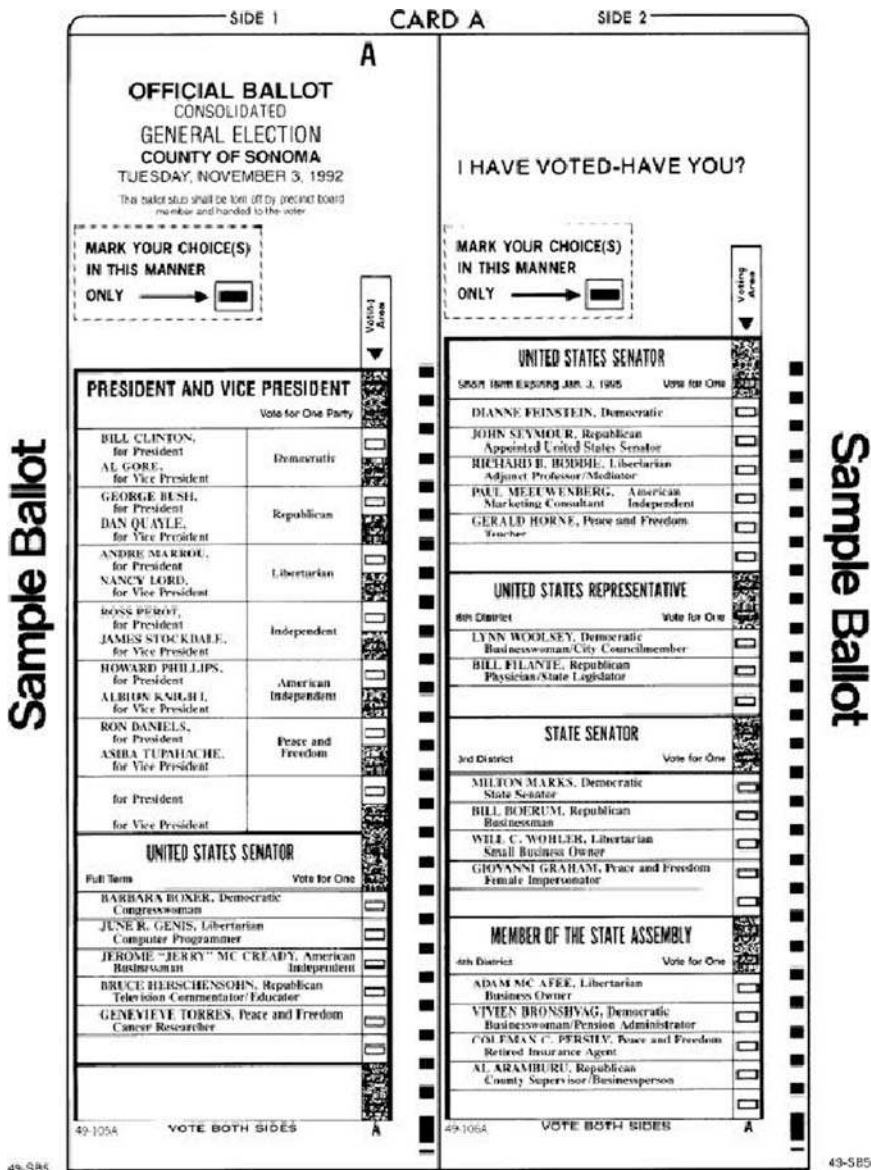 SIDE 1
CARD A
SIDE 2
A
OFFICIAL BALLOT
CONSOLIDATED
GENERAL ELECTION
COUNTY OF SONOMA
TUESDAY, NOVEMBER 3, 1992
This ballot stub shall be torn off by precinct board
member and handed to the voter
MARK YOUR CHOICE(S)
IN THIS MANNER
ONLY
Voting
Area
PRESIDENT AND VICE PRESIDENT
Vote for One Party
BILL CLINTON,
for President
AL GORE,
for Vice President
Democratic
GEORGE BUSH,
for President
DAN QUAYLE,
for Vice President
Republican
ANDRE MARROU,
for President
NANCY LORD,
for Vice President
Libertarian
ROSS PEROT,
for President
JAMES STOCKDALE,
for Vice President
Independent
HOWARD PHILLIPS,
for President
ALBION KNIGHT,
for Vice President
American
Independent
RON DANIELS,
for President
ASIBA TUPAHACHE,
for Vice President
Peace and
Freedom
for President
for Vice President
UNITED STATES SENATOR
Full Term Vote for One
BARBARA BOXER, Democratic
Congresswoman
JUNE R. GENIS, Libertarian
Computer Programmer
JEROME "JERRY" MC CREADY, American
Businessman Independent
BRUCE HERSCHENSOHN, Republican
Television Commentator/Educator
GENEVIEVE TORRES, Peace and Freedom
Cancer Researcher
49-105A VOTE BOTH SIDES A
I HAVE VOTED-HAVE YOU?
MARK YOUR CHOICE(S)
IN THIS MANNER
ONLY
Voting
Area
UNITED STATES SENATOR
Short Term Expiring Jan. 3, 1995 Vote for One
DIANNE FEINSTEIN, Democratic
JOHN SEYMOUR, Republican
Appointed United States Senator
RICHARD B. BODDIE, Libertarian
Adjunct Professor/Mediator
PAUL MEEUWENBERG, American
Marketing Consultant Independent
GERALD HORNE, Peace and Freedom
Teacher
UNITED STATES REPRESENTATIVE
6th District Vote for One
LYNN WOOLSEY, Democratic
Businesswoman/City Councilmember
BILL FILANTE, Republican
Physician/State Legislator
STATE SENATOR
3rd District Vote for One
MILTON MARKS, Democratic
State Senator
BILL BOERUM, Republican
Businessman
WILL C. WOHLER, Libertarian
Small Business Owner
GIOVANNI GRAHAM, Peace and Freedom
Female Impersonator
MEMBER OF THE STATE ASSEMBLY
6th District Vote for One
ADAM MC AFEE, Libertarian
Business Owner
VIVIEN BRONSHVAG, Democratic
Businesswoman/Pension Administrator
COLEMAN C. PERSILY, Peace and Freedom
Retired Insurance Agent
AL ARAMBURU, Republican
County Supervisor/Businessperson
49-106A VOTE BOTH SIDES A
Sample Ballot
Sample Ballot
49-SB5
49-SB5